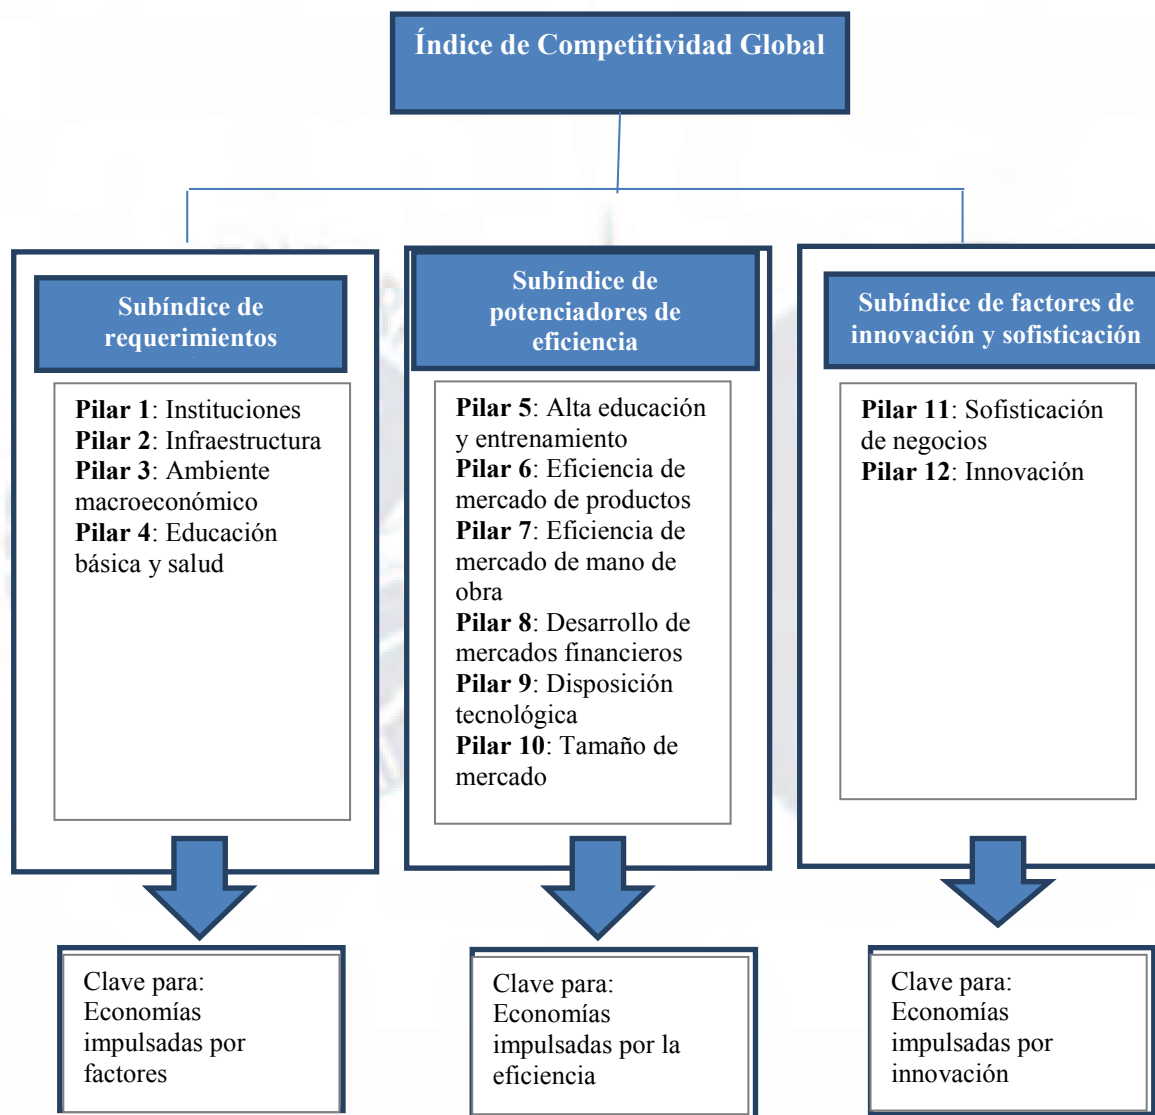 Índice de Competitividad Global
Subíndice de
requerimientos
Pilar 1: Instituciones
Pilar 2: Infraestructura
Pilar 3: Ambiente
macroeconómico
Pilar 4: Educación
básica y salud
Clave para:
Economías
impulsadas por
factores
Subíndice de
potenciadores de
eficiencia
Pilar 5: Alta educación
y entrenamiento
Pilar 6: Eficiencia de
mercado de productos
Pilar 7: Eficiencia de
mercado de mano de
obra
Pilar 8: Desarrollo de
mercados financieros
Pilar 9: Disposición
tecnológica
Pilar 10: Tamaño de
mercado
Clave para:
Economías
impulsadas por la
eficiencia
Subíndice de factores de
innovación y sofisticación
Pilar 11: Sofisticación
de negocios
Pilar 12: Innovación
Clave para:
Economías
impulsadas por
innovación